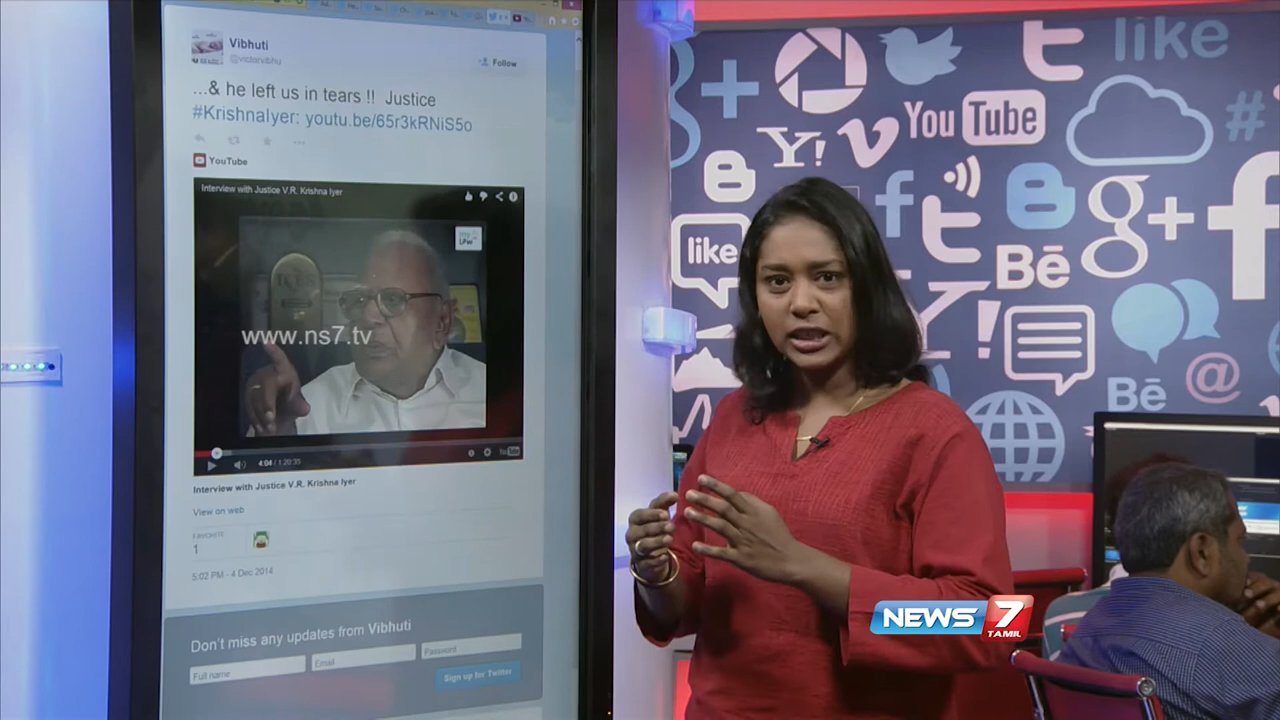 Vibhuti
@victorvibhu
Follow
...& he left us in tears !! Justice
#KrishnaIyer: youtu.be/65r3kRNiS5o
YouTube
Interview with Justice V.R. Krishna Iyer
www.ns7.tv
4:04 / 1:20:35
YouTube
Interview with Justice V.R. Krishna Iyer
View on web
FAVORITE
1
5:02 PM - 4 Dec 2014
Don't miss any updates from Vibhuti
Full name
Email
Password
Sign up for Twitter
like
You Tube
Y!
#
like
g+
Bē
Y!
Bē
@
NEWS 7
TAMIL